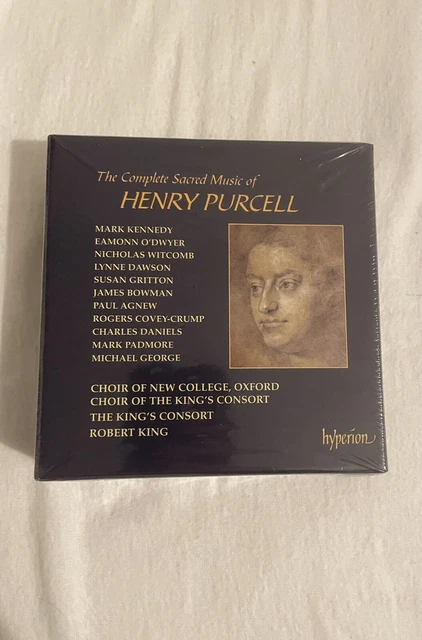 The Complete Sacred Music of
HENRY PURCELL
MARK KENNEDY
EAMONN O'DWYER
NICHOLAS WITCOMB
LYNNE DAWSON
SUSAN GRITTON
JAMES BOWMAN
PAUL AGNEW
ROGERS COVEY-CRUMP
CHARLES DANIELS
MARK PADMORE
MICHAEL GEORGE
CHOIR OF NEW COLLEGE, OXFORD
CHOIR OF THE KING'S CONSORT
THE KING'S CONSORT
ROBERT KING
hyperion